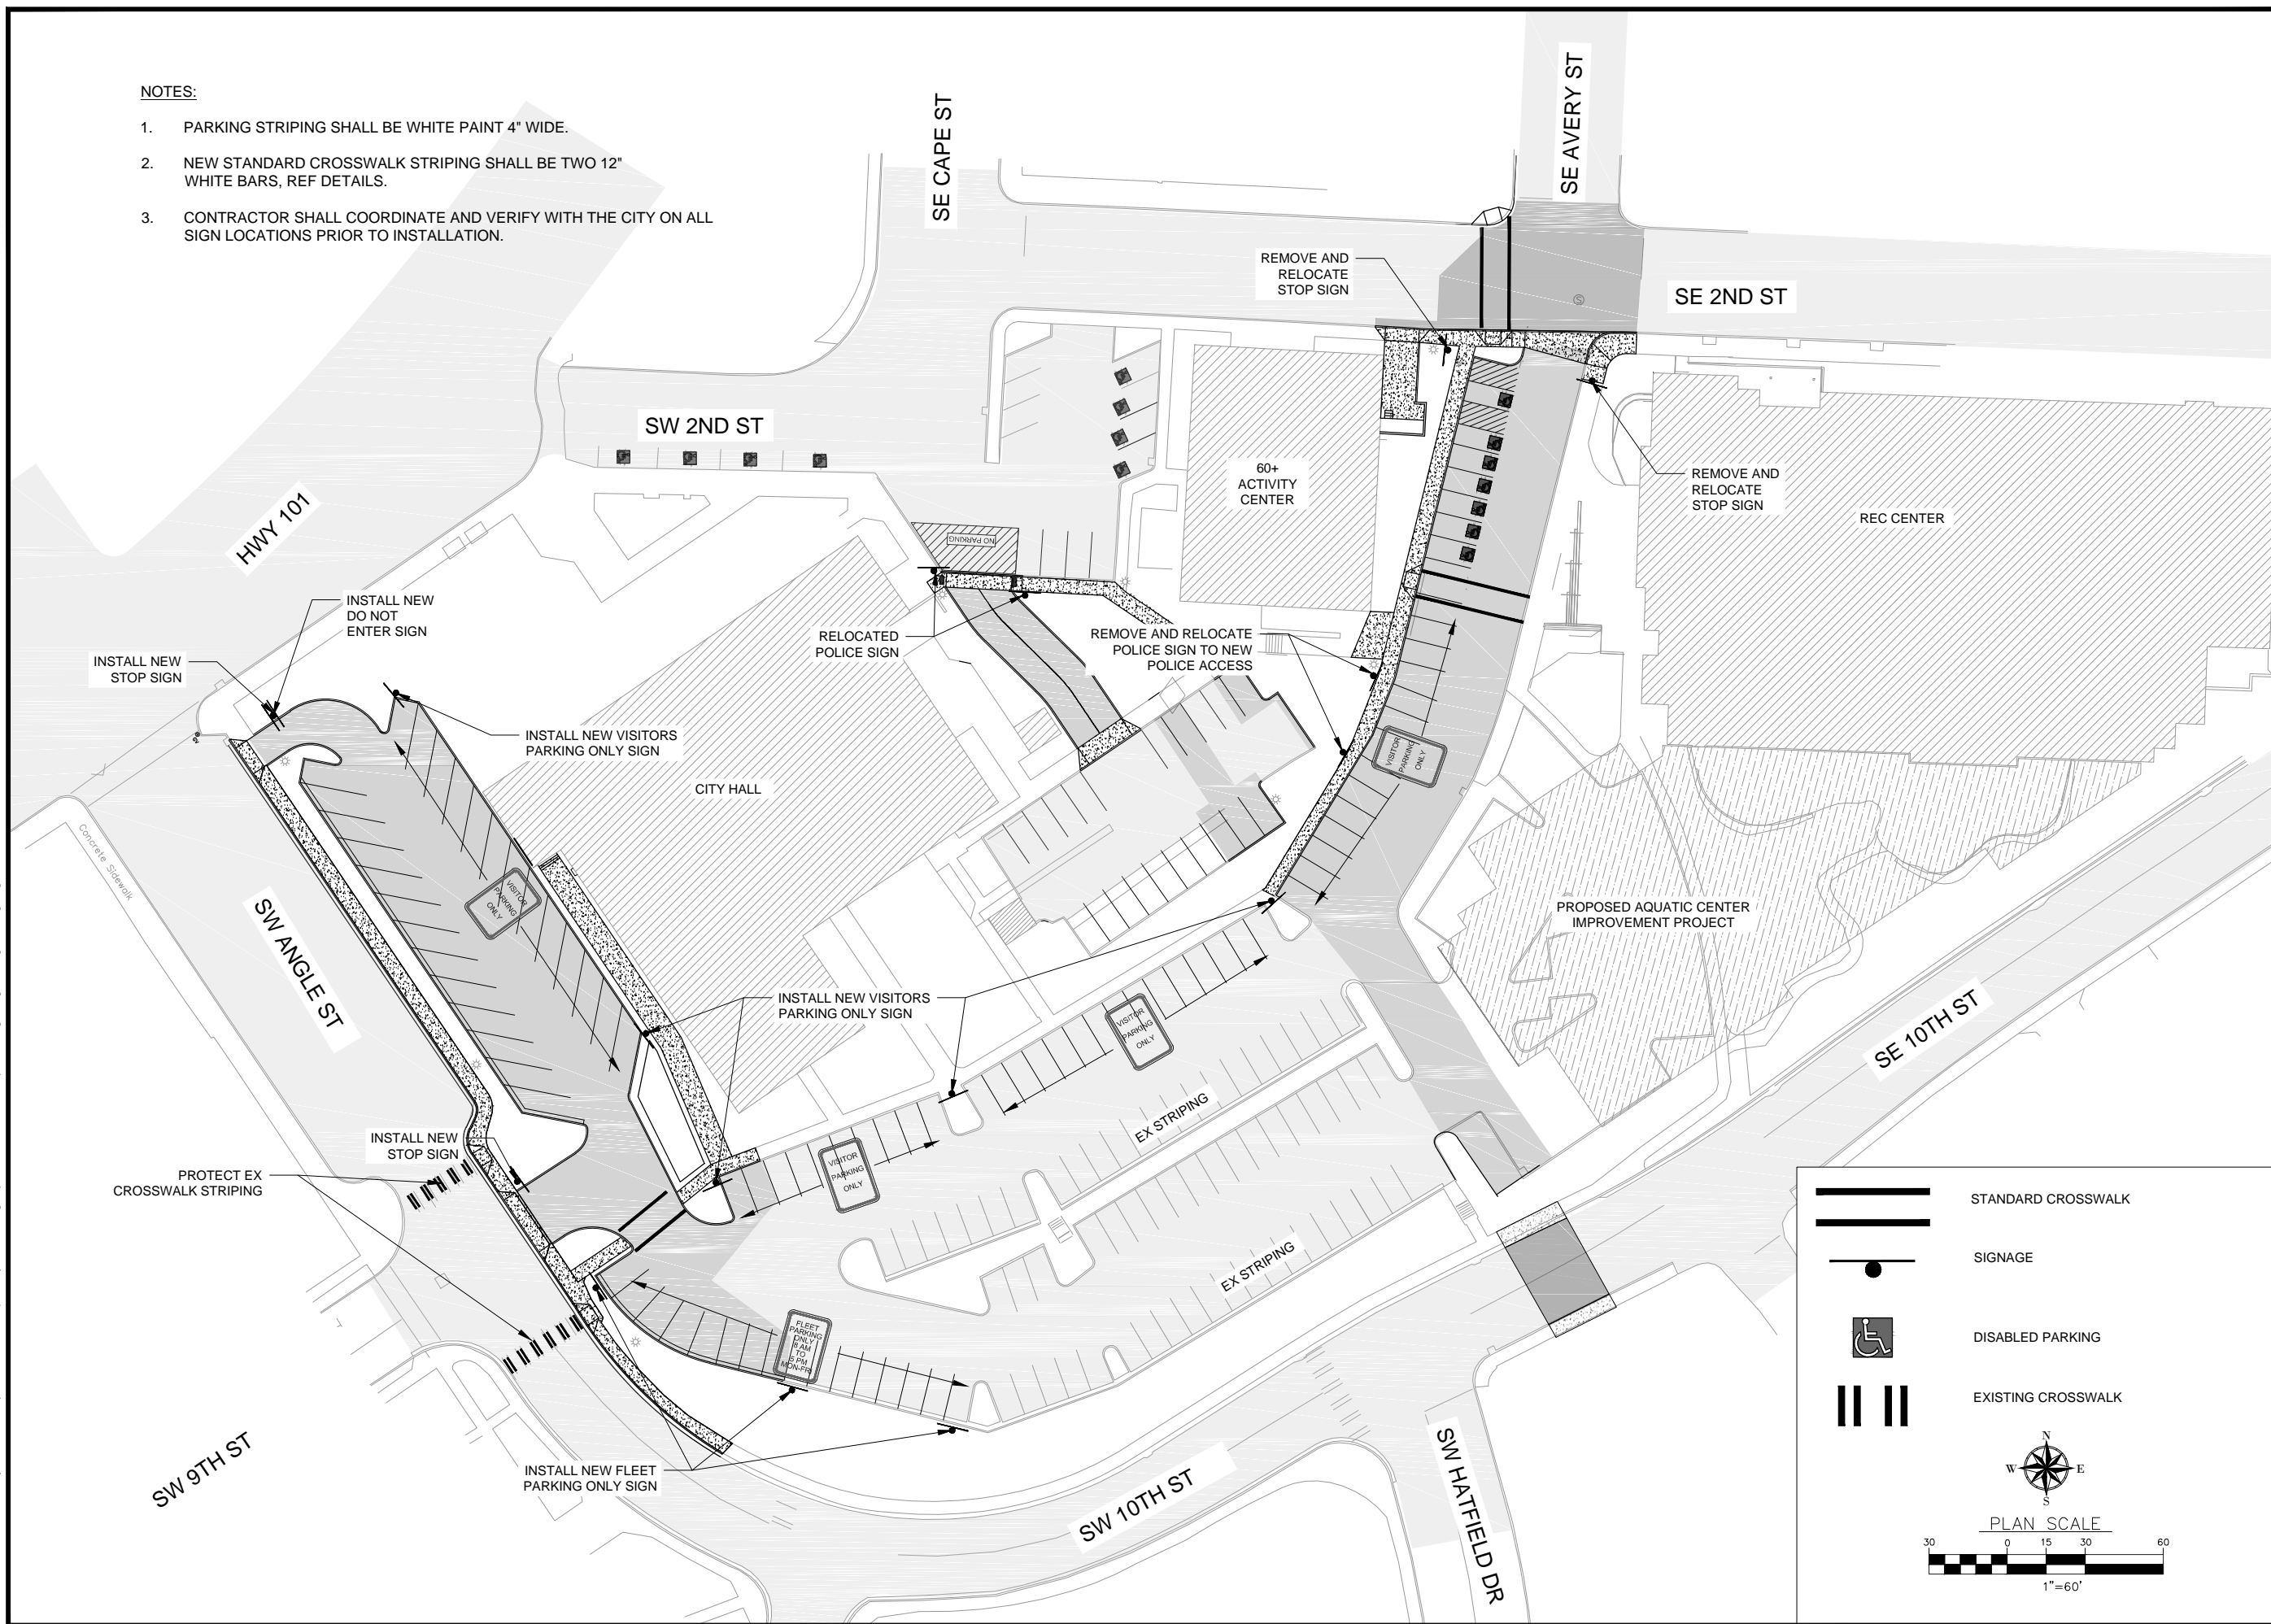 NOTES:
1. PARKING STRIPING SHALL BE WHITE PAINT 4" WIDE.
2. NEW STANDARD CROSSWALK STRIPING SHALL BE TWO 12"
WHITE BARS, REF DETAILS.
3. CONTRACTOR SHALL COORDINATE AND VERIFY WITH THE CITY ON ALL
SIGN LOCATIONS PRIOR TO INSTALLATION.
SE CAPE ST
SE AVERY ST
REMOVE AND
RELOCATE
STOP SIGN
SE 2ND ST
SW 2ND ST
60+
ACTIVITY
CENTER
REMOVE AND
RELOCATE
STOP SIGN
REC CENTER
HWY 101
NO PARKING
INSTALL NEW
DO NOT
ENTER SIGN
INSTALL NEW
STOP SIGN
RELOCATED
POLICE SIGN
REMOVE AND RELOCATE
POLICE SIGN TO NEW
POLICE ACCESS
INSTALL NEW VISITORS
PARKING ONLY SIGN
VISITOR
PARKING
ONLY
CITY HALL
Concrete Sidewalk
VISITOR
PARKING
ONLY
SW ANGLE ST
PROPOSED AQUATIC CENTER
IMPROVEMENT PROJECT
INSTALL NEW VISITORS
PARKING ONLY SIGN
VISITOR
PARKING
ONLY
SE 10TH ST
EX STRIPING
INSTALL NEW
STOP SIGN
VISITOR
PARKING
ONLY
PROTECT EX
CROSSWALK STRIPING
EX STRIPING
FLEET
PARKING
ONLY
8 AM
TO
5 PM
MON-FRI
INSTALL NEW FLEET
PARKING ONLY SIGN
SW 9TH ST
SW 10TH ST
SW HATFIELD DR
STANDARD CROSSWALK
SIGNAGE
DISABLED PARKING
EXISTING CROSSWALK
N
W E
S
PLAN SCALE
30 0 15 30 60
1"=60'